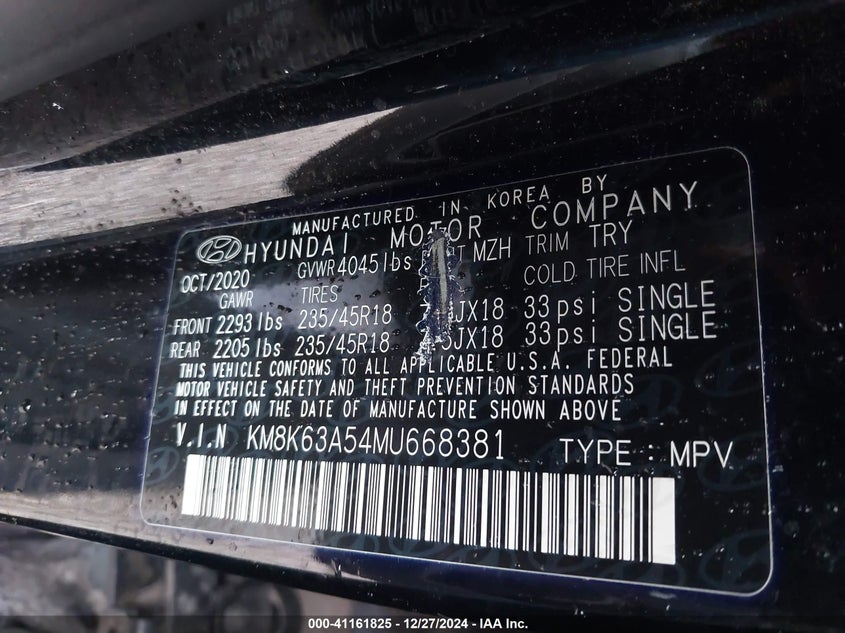 MANUFACTURED IN KOREA BY
HYUNDAI MOTOR COMPANY
OCT/2020 GVWR 4045 lbs MZH TRIM TRY
GAWR TIRES COLD TIRE INFL
FRONT 2293 lbs 235/45R18 JX18 33 psi SINGLE
REAR 2205 lbs 235/45R18 JX18 33 psi SINGLE
THIS VEHICLE CONFORMS TO ALL APPLICABLE U.S.A. FEDERAL
MOTOR VEHICLE SAFETY AND THEFT PREVENTION STANDARDS
IN EFFECT ON THE DATE OF MANUFACTURE SHOWN ABOVE
V.I.N KM8K63A54MU668381 TYPE : MPV
000-41161825 - 12/27/2024 - IAA Inc.